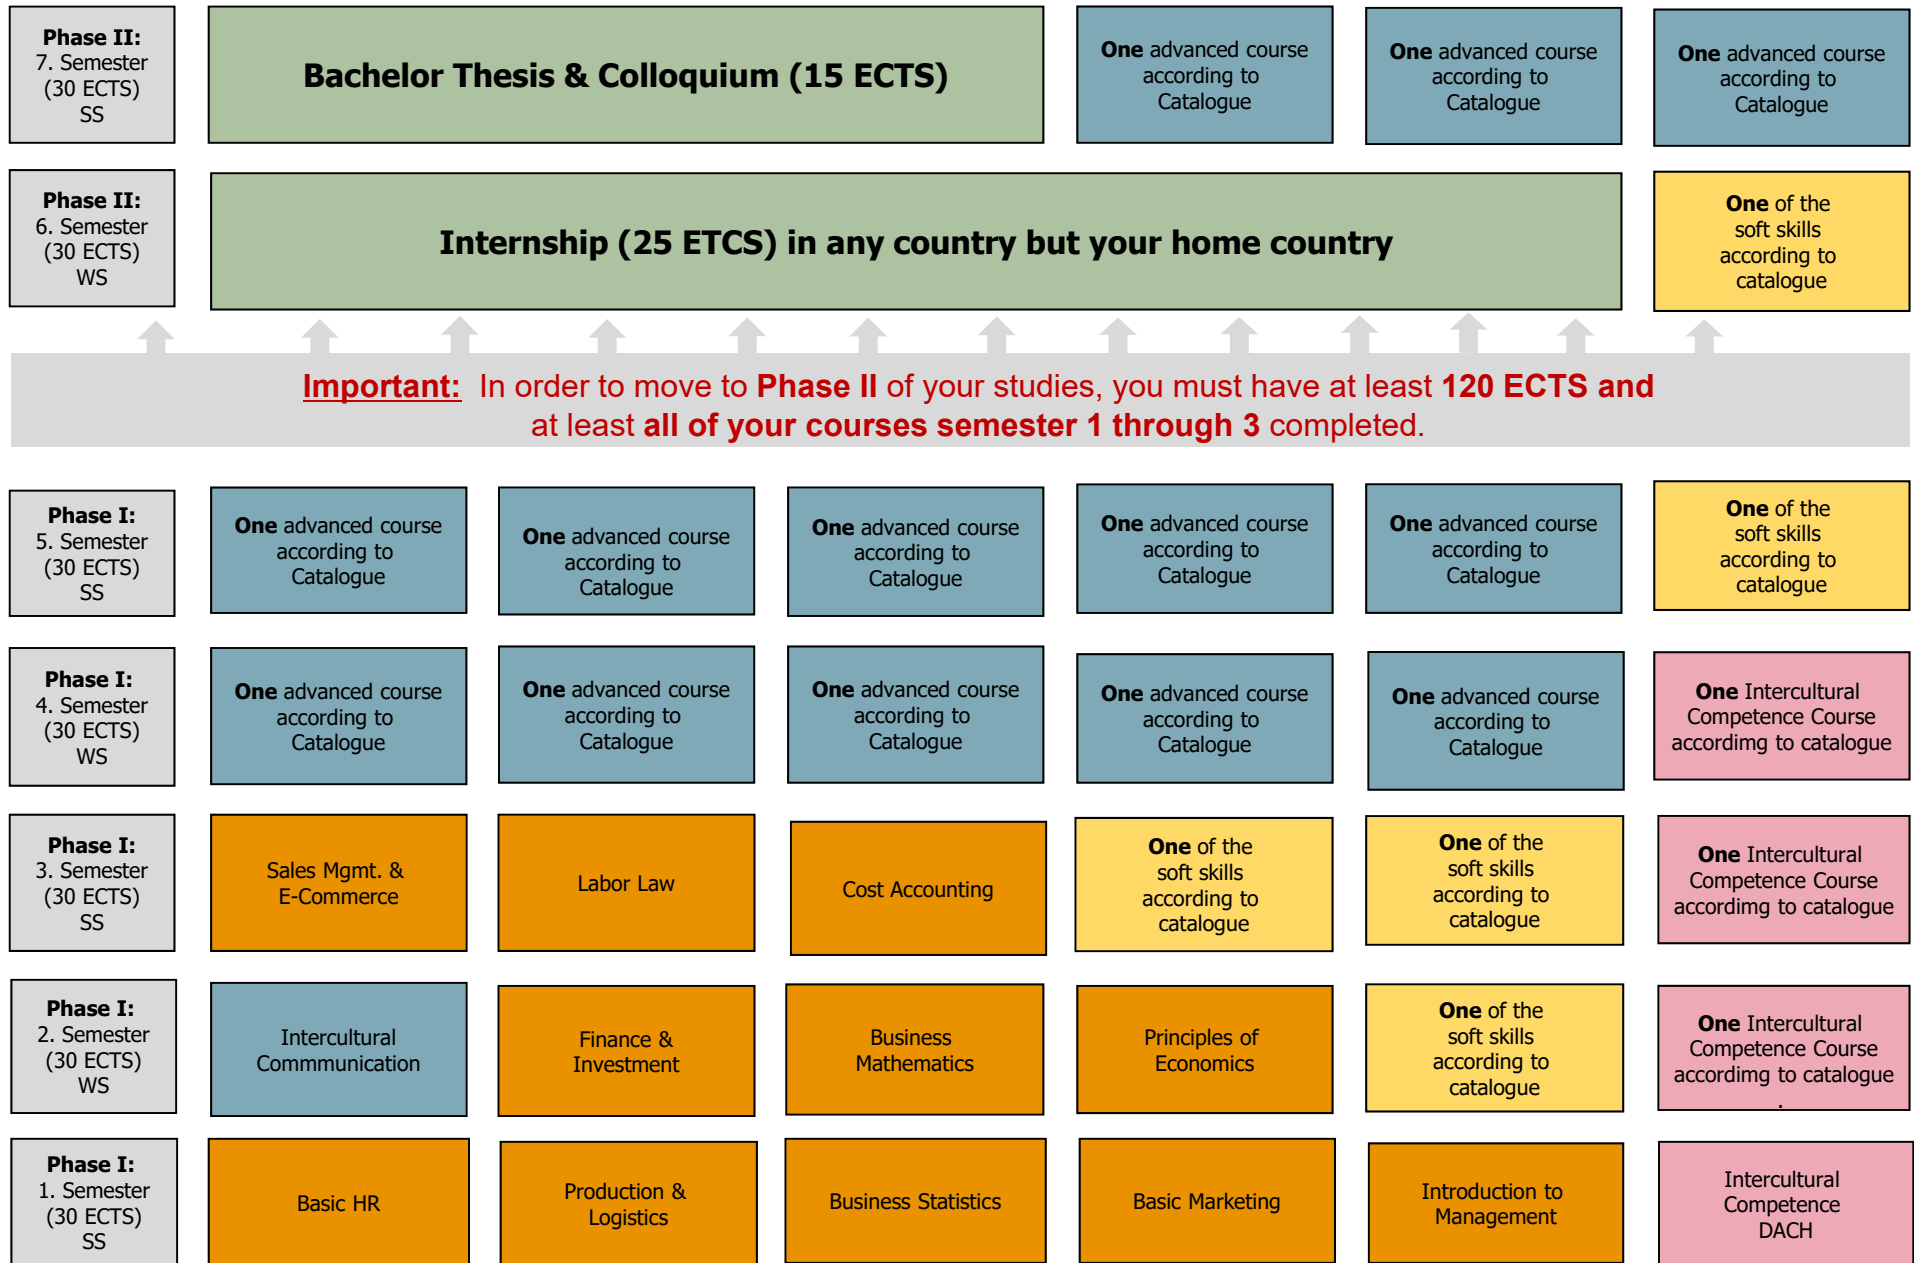 Phase II:
7. Semester
(30 ECTS)
SS
Bachelor Thesis & Colloquium (15 ECTS)
One advanced course
according to
Catalogue
One advanced course
according to
Catalogue
One advanced course
according to
Catalogue
Phase II:
6. Semester
(30 ECTS)
WS
Internship (25 ETCS) in any country but your home country
One of the
soft skills
according to
catalogue
Important: In order to move to Phase II of your studies, you must have at least 120 ECTS and
at least all of your courses semester 1 through 3 completed.
Phase I:
5. Semester
(30 ECTS)
SS
One advanced course
according to
Catalogue
One advanced course
according to
Catalogue
One advanced course
according to
Catalogue
One advanced course
according to
Catalogue
One advanced course
according to
Catalogue
One of the
soft skills
according to
catalogue
Phase I:
4. Semester
(30 ECTS)
WS
One advanced course
according to
Catalogue
One advanced course
according to
Catalogue
One advanced course
according to
Catalogue
One advanced course
according to
Catalogue
One advanced course
according to
Catalogue
One Intercultural
Competence Course
accordimg to catalogue
Phase I:
3. Semester
(30 ECTS)
SS
Sales Mgmt. &
E-Commerce
Labor Law
Cost Accounting
One of the
soft skills
according to
catalogue
One of the
soft skills
according to
catalogue
One Intercultural
Competence Course
accordimg to catalogue
Phase I:
2. Semester
(30 ECTS)
WS
Intercultural
Commmunication
Finance &
Investment
Business
Mathematics
Principles of
Economics
One of the
soft skills
according to
catalogue
One Intercultural
Competence Course
accordimg to catalogue
.
Phase I:
1. Semester
(30 ECTS)
SS
Basic HR
Production &
Logistics
Business Statistics
Basic Marketing
Introduction to
Management
Intercultural
Competence
DACH